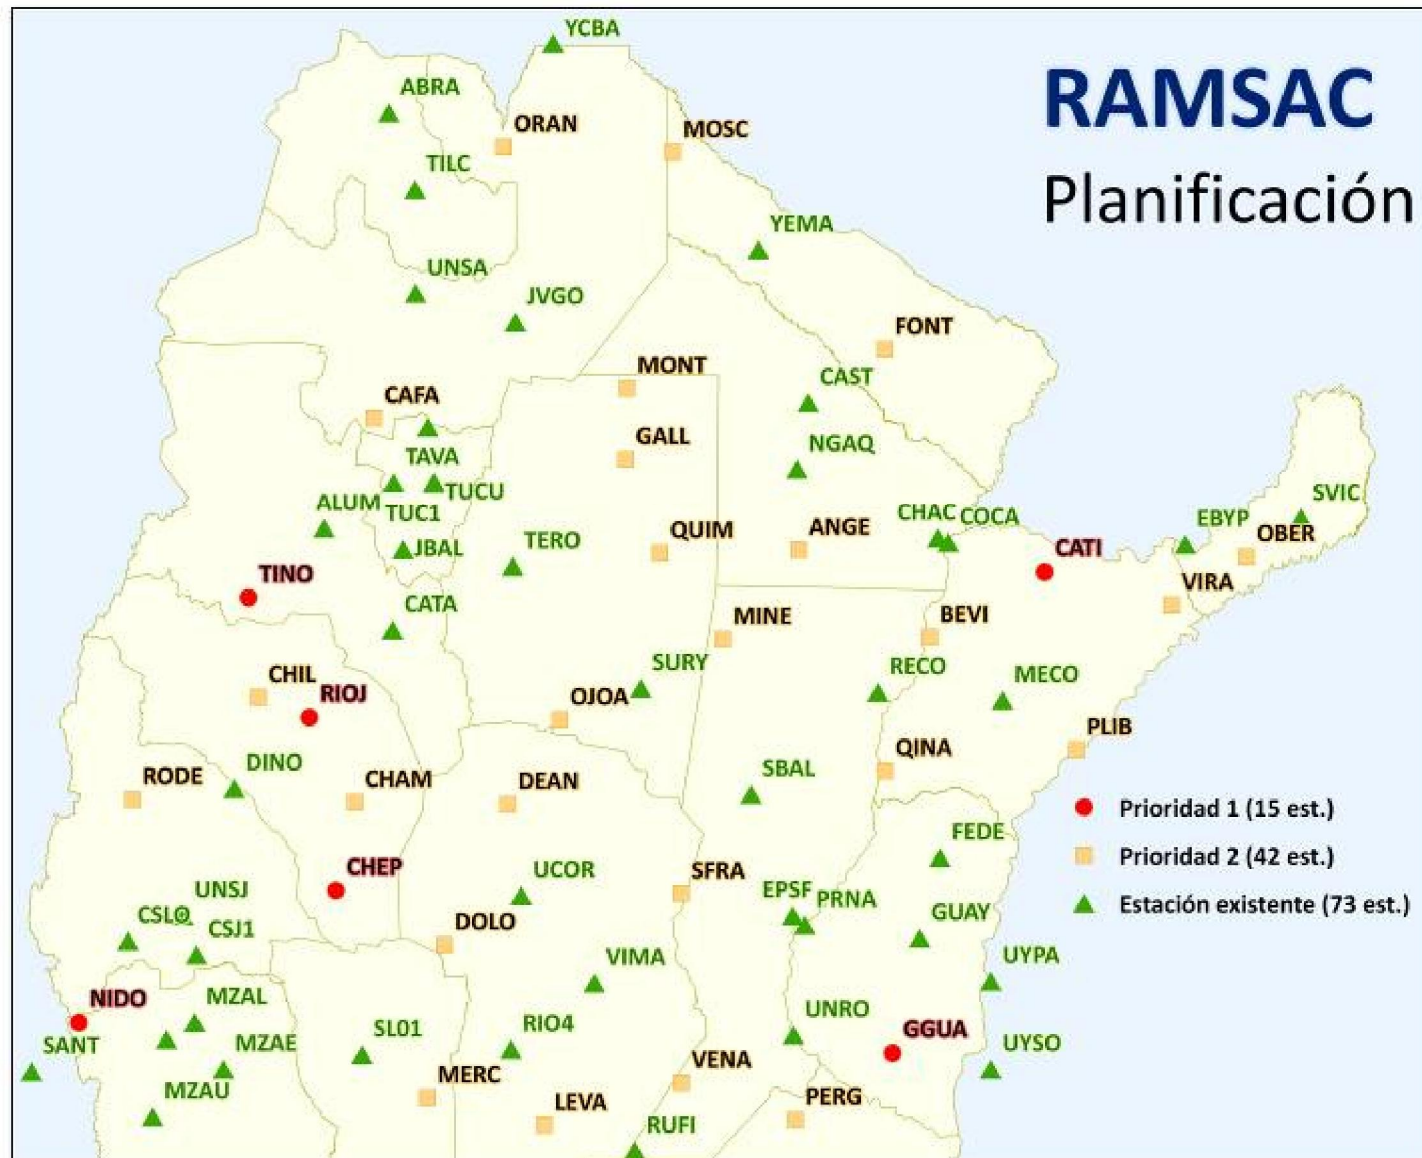 YCBA
RAMSAC
ABRA
ORAN
MOSC
TILC
Planificación
YEMA
UNSA
JVGO
FONT
MONT
CAST
CAFA
GALL
NGAQ
TAVA
TUCU
SVIC
ALUM
TUC1
CHAC
COCA
EBYP
QUIM
ANGE
OBER
TERO
JBAL
CATI
TINO
VIRA
CATA
MINE
BEVI
SURY
RECO
MECO
CHIL
RIOJ
OJOA
PLIB
QINA
DINO
SBAL
RODE
CHAM
DEAN
Prioridad 1 (15 est.)
FEDE
Prioridad 2 (42 est.)
CHEP
UCOR
SFRA
EPSF
PRNA
Estación existente (73 est.)
UNSJ
CSLO
CSJ1
DOLO
GUAY
VIMA
UYPA
NIDO
MZAL
UNRO
SL01
RIO4
GGUA
SANT
MZAE
UYSO
VENA
MERC
MZAU
LEVA
PERG
RUFI